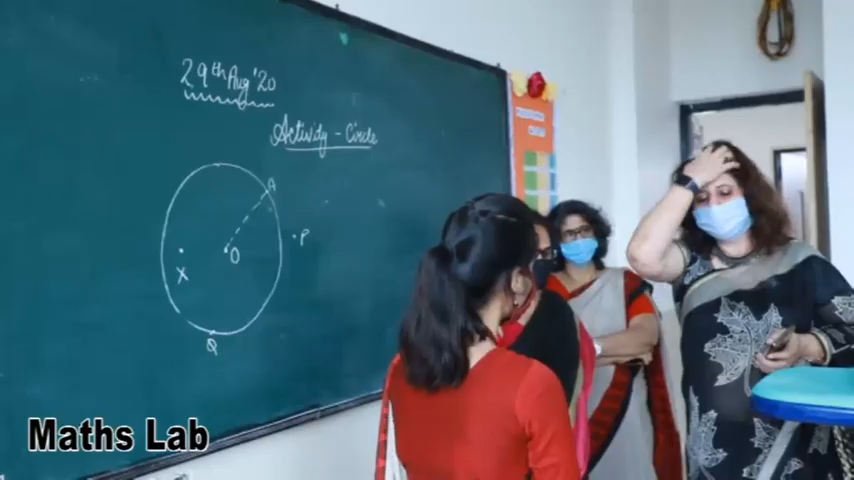 29th Aug '20
Activity - Circle
A
P
O
X
Q
Maths Lab